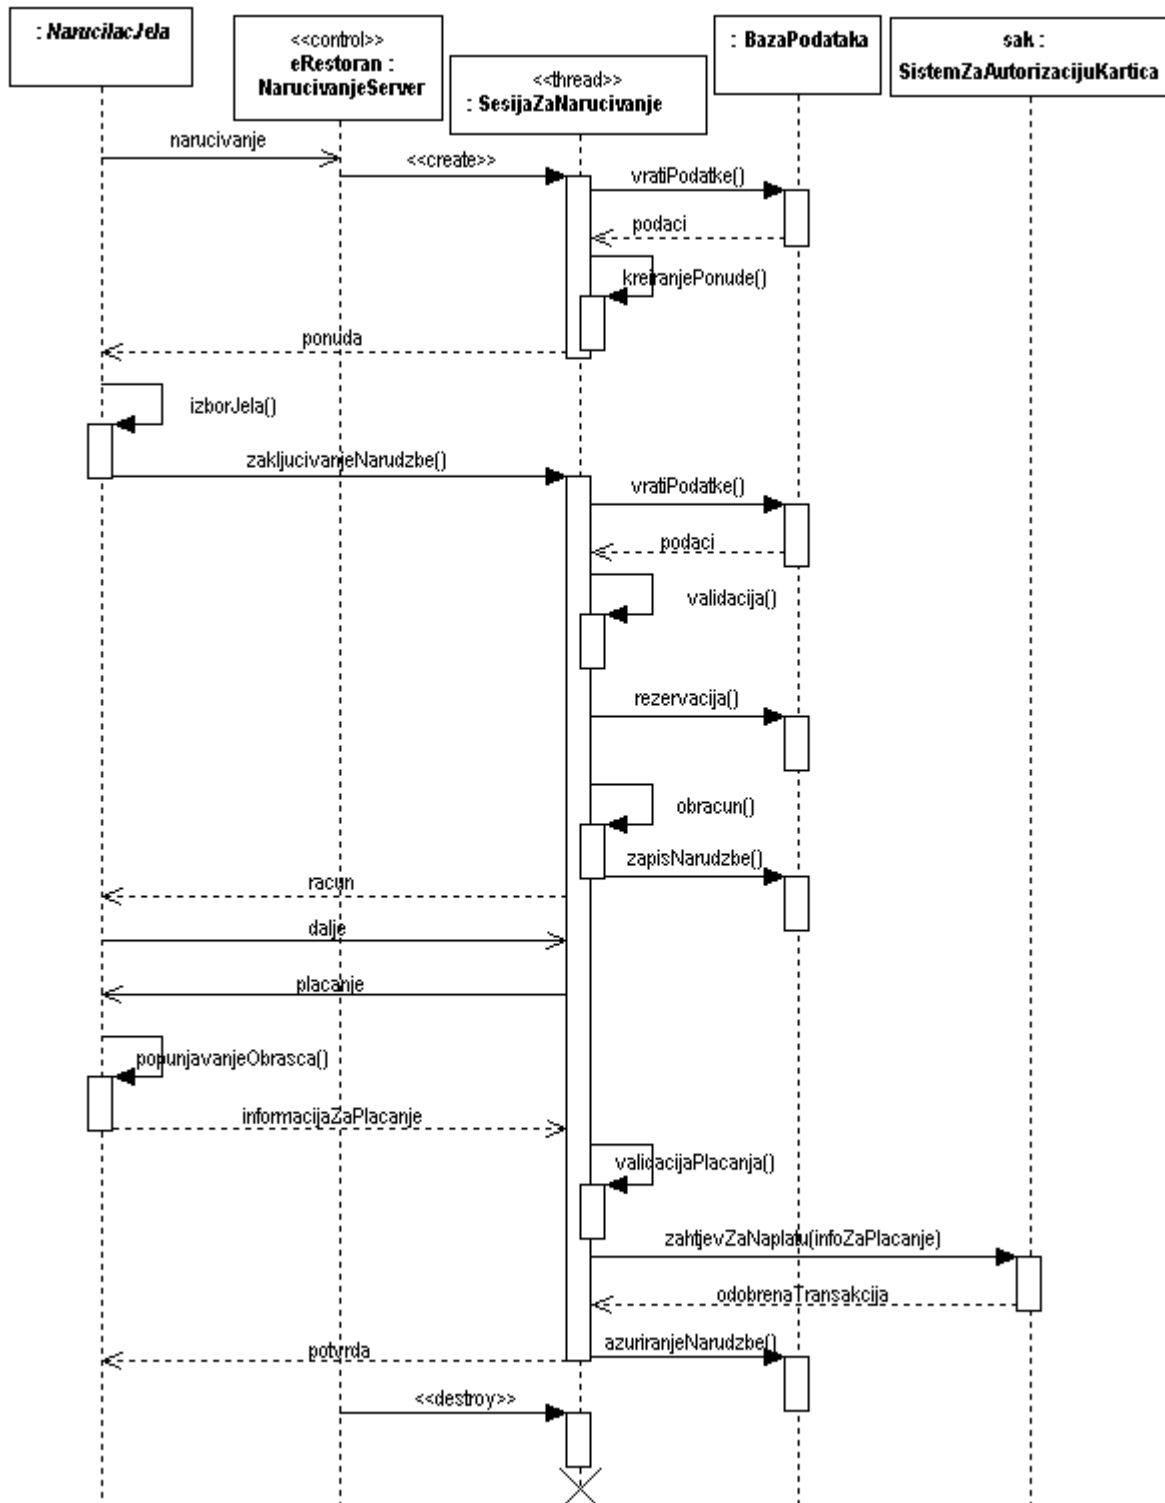 : NarucilacJela
<<control>>
eRestoran :
NarucivanjeServer
<<thread>>
: SesijaZaNarucivanje
: BazaPodataka
sak :
SistemZaAutorizacijuKartica
narucivanje
<<create>>
vratiPodatke()
podaci
kreiranjePonude()
ponuda
izborJela()
zakljucivanjeNarudzbe()
vratiPodatke()
podaci
validacija()
rezervacija()
obracun()
zapisNarudzbe()
racun
dalje
placanje
popunjavanjeObrasca()
informacijaZaPlacanje
validacijaPlacanja()
zahtjevZaNaplatu(infoZaPlacanje)
odobrenaTransakcija
azuriranjeNarudzbe()
potvrda
<<destroy>>